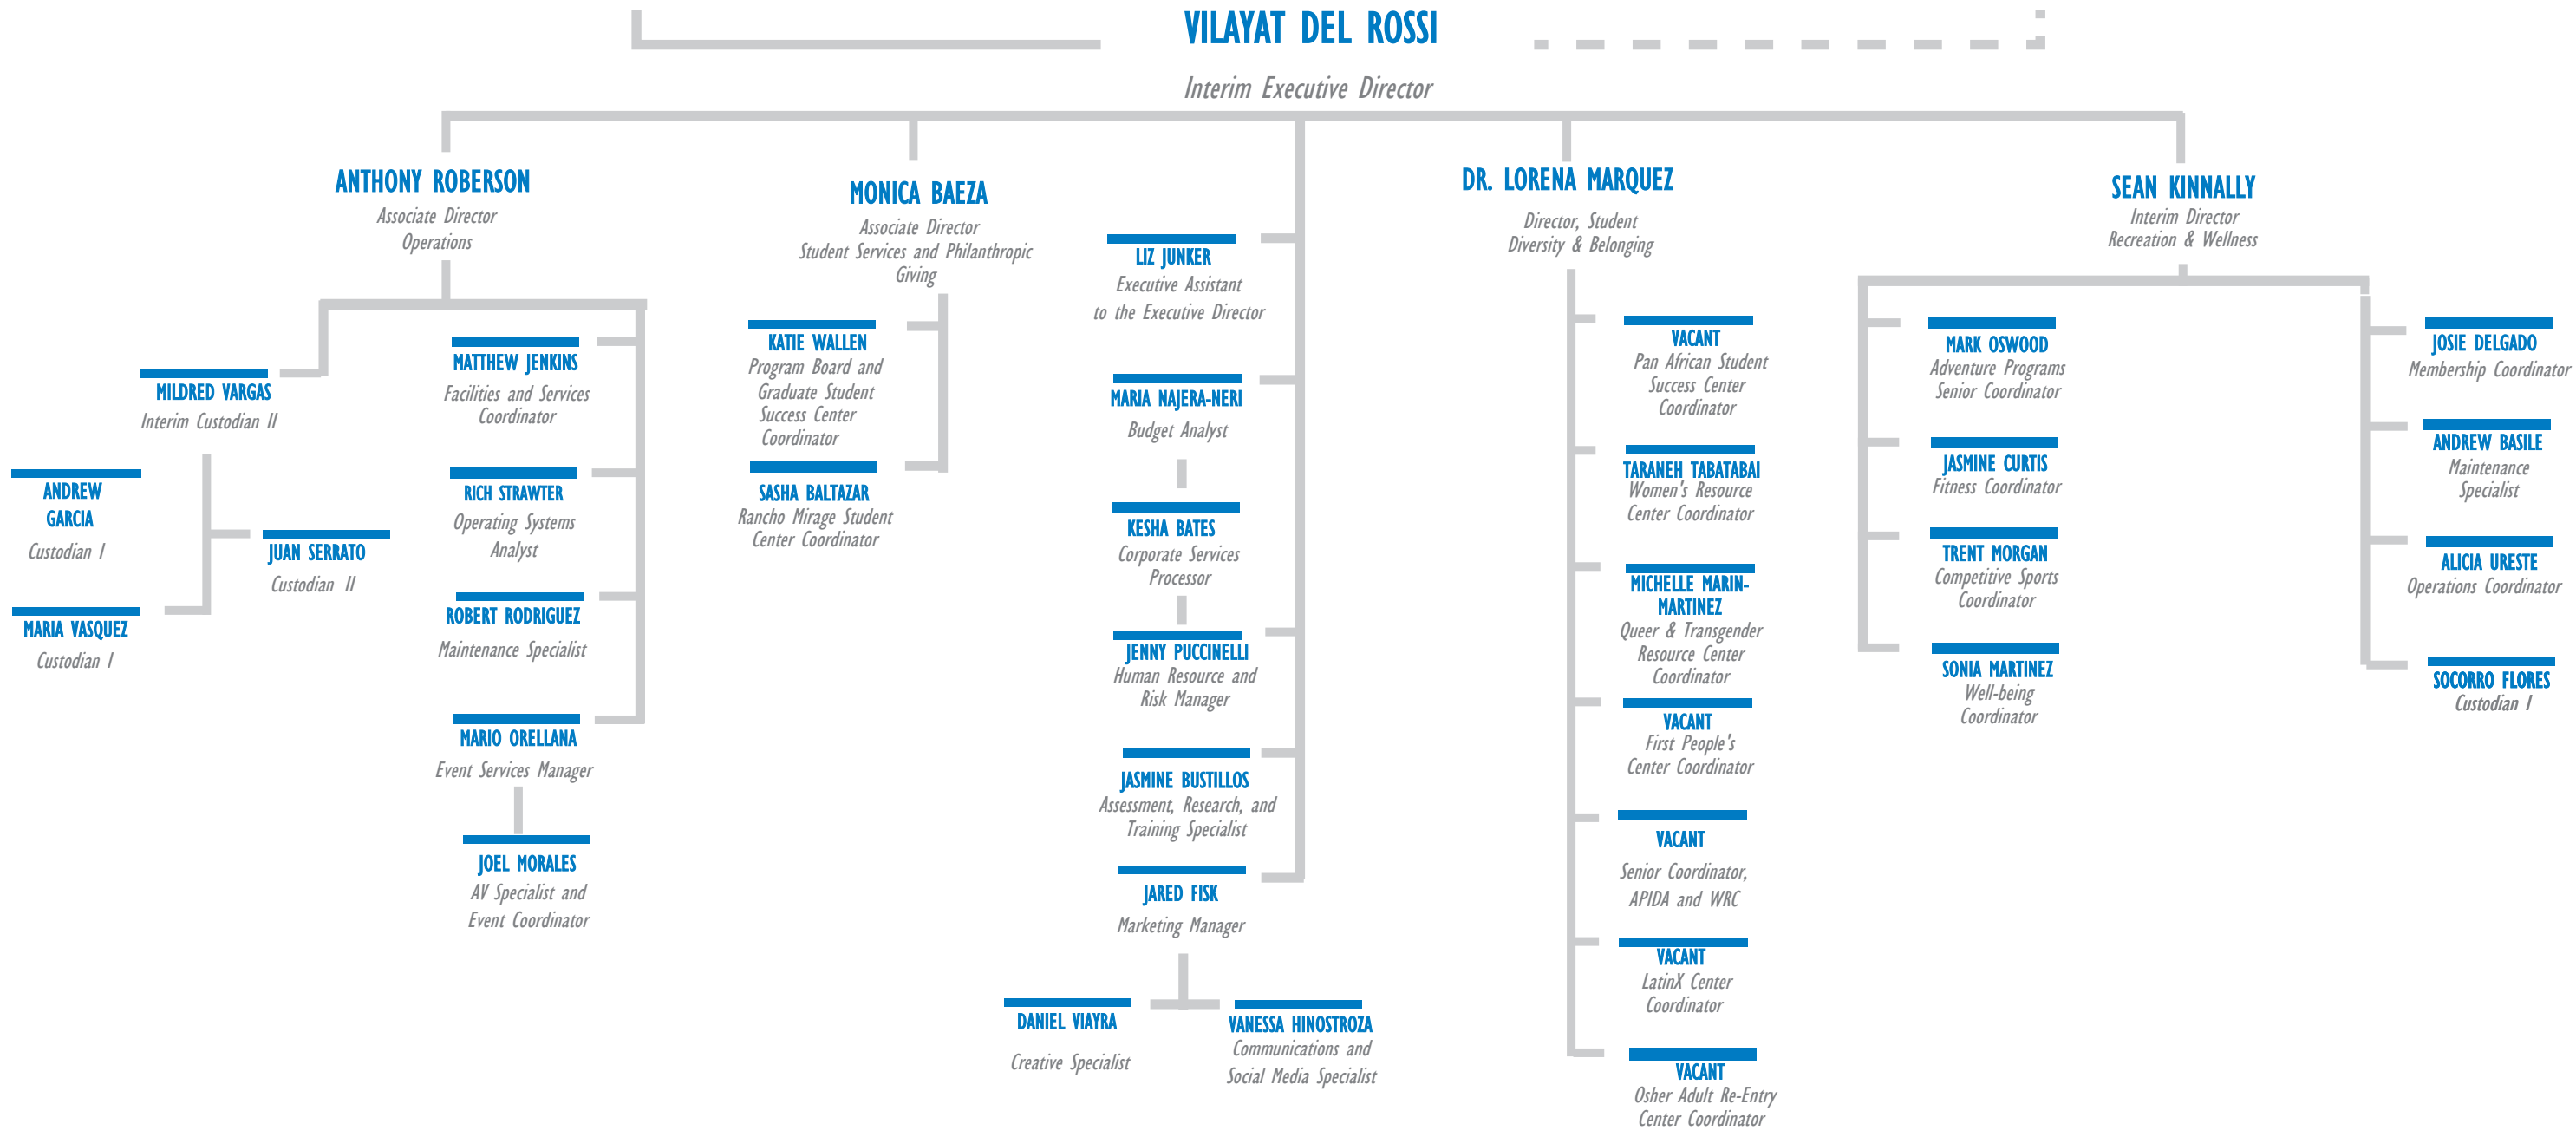 VILAYAT DEL ROSSI
Interim Executive Director
ANTHONY ROBERSON
Associate Director
Operations
MILDRED VARGAS
Interim Custodian II
ANDREW
GARCIA
Custodian I
JUAN SERRATO
Custodian II
MARIA VASQUEZ
Custodian I
MATTHEW JENKINS
Facilities and Services
Coordinator
RICH STRAWTER
Operating Systems
Analyst
ROBERT RODRIGUEZ
Maintenance Specialist
MARIO ORELLANA
Event Services Manager
JOEL MORALES
AV Specialist and
Event Coordinator
MONICA BAEZA
Associate Director
Student Services and Philanthropic
Giving
KATIE WALLEN
Program Board and
Graduate Student
Success Center
Coordinator
SASHA BALTAZAR
Rancho Mirage Student
Center Coordinator
LIZ JUNKER
Executive Assistant
to the Executive Director
MARIA NAJERA-NERI
Budget Analyst
KESHA BATES
Corporate Services
Processor
JENNY PUCCINELLI
Human Resource and
Risk Manager
JASMINE BUSTILLOS
Assessment, Research, and
Training Specialist
JARED FISK
Marketing Manager
DANIEL VIAYRA
Creative Specialist
VANESSA HINOSTROZA
Communications and
Social Media Specialist
DR. LORENA MARQUEZ
Director, Student
Diversity & Belonging
VACANT
Pan African Student
Success Center
Coordinator
TARANEH TABATABAI
Women's Resource
Center Coordinator
MICHELLE MARIN-
MARTINEZ
Queer & Transgender
Resource Center
Coordinator
VACANT
First People's
Center Coordinator
VACANT
Senior Coordinator,
APIDA and WRC
VACANT
LatinX Center
Coordinator
VACANT
Osher Adult Re-Entry
Center Coordinator
SEAN KINNALLY
Interim Director
Recreation & Wellness
MARK OSWOOD
Adventure Programs
Senior Coordinator
JASMINE CURTIS
Fitness Coordinator
TRENT MORGAN
Competitive Sports
Coordinator
SONIA MARTINEZ
Well-being
Coordinator
JOSIE DELGADO
Membership Coordinator
ANDREW BASILE
Maintenance
Specialist
ALICIA URESTE
Operations Coordinator
SOCORRO FLORES
Custodian I